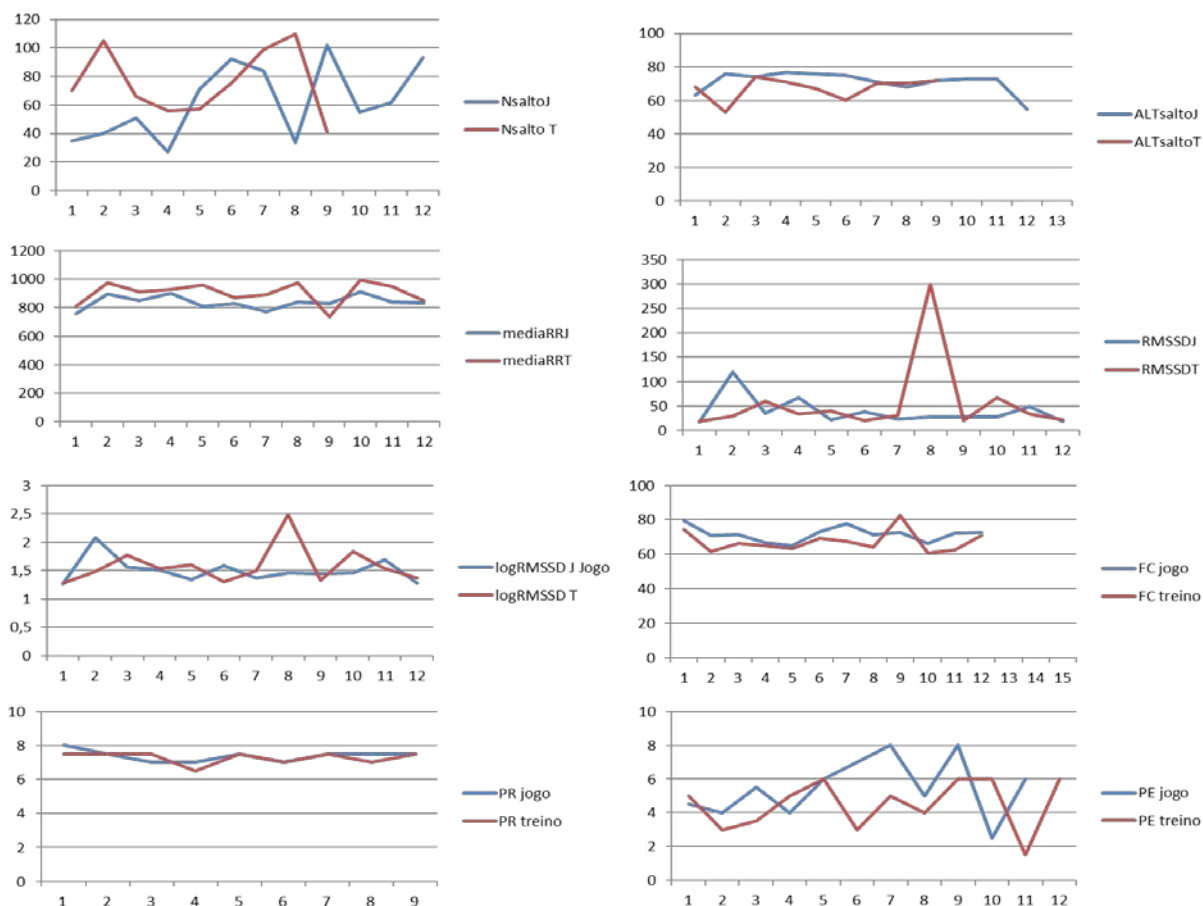 120
100
80
60
40
20
0
1 2 3 4 5 6 7 8 9 10 11 12
NsaltoJ
Nsalto T
100
80
60
40
20
0
1 2 3 4 5 6 7 8 9 10 11 12 13
ALTsaltoJ
ALTsaltoT
1200
1000
800
600
400
200
0
1 2 3 4 5 6 7 8 9 10 11 12
mediaRRJ
mediaRRT
350
300
250
200
150
100
50
0
1 2 3 4 5 6 7 8 9 10 11 12
RMSSDJ
RMSSDT
3
2,5
2
1,5
1
0,5
0
1 2 3 4 5 6 7 8 9 10 11 12
logRMSSD J Jogo
logRMSSD T
100
80
60
40
20
0
1 2 3 4 5 6 7 8 9 10 11 12 13 14 15
FC jogo
FC treino
10
8
6
4
2
0
1 2 3 4 5 6 7 8 9
PR jogo
PR treino
10
8
6
4
2
0
1 2 3 4 5 6 7 8 9 10 11 12
PE jogo
PE treino